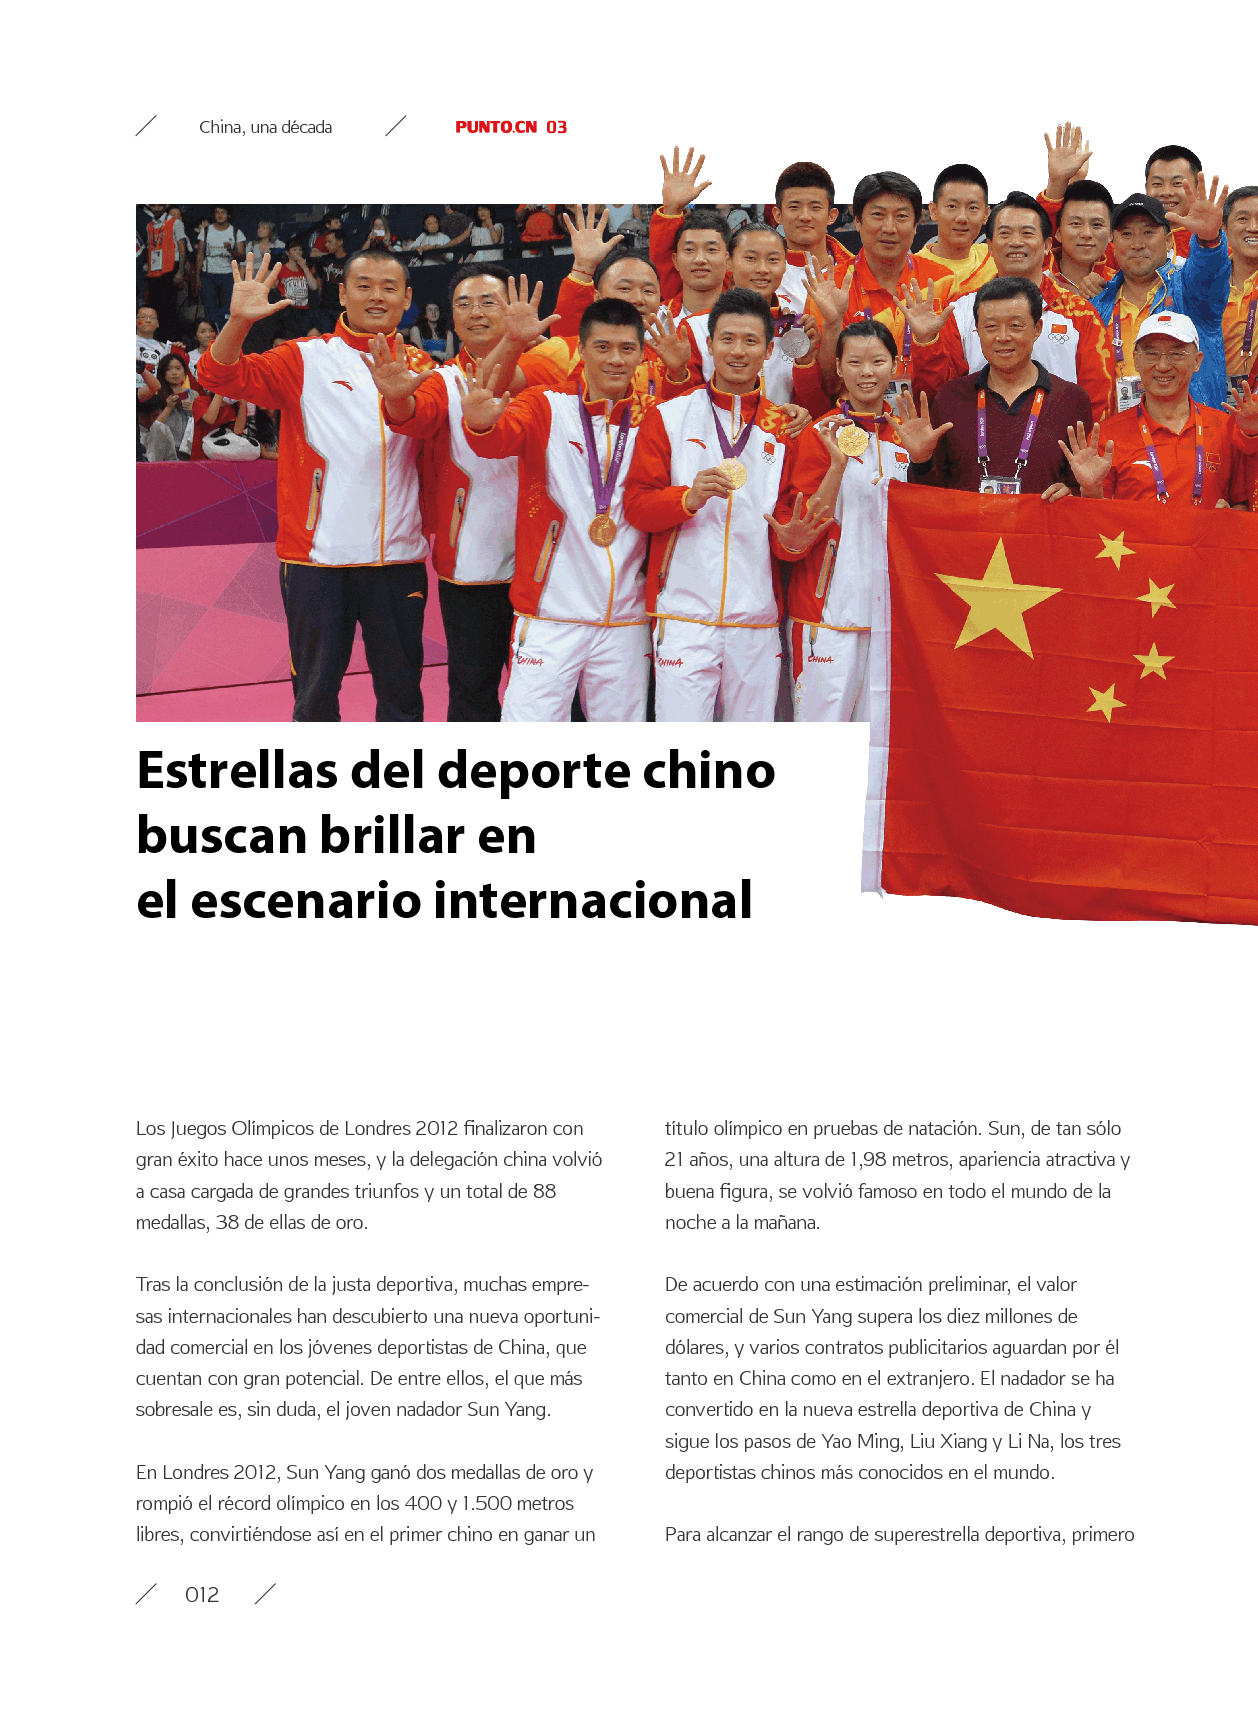 China, una década
PUNTO.CN 03
CHINA
CHINA
CHINA
Estrellas del deporte chino
buscan brillar en
el escenario internacional
Los Juegos Olímpicos de Londres 2012 finalizaron con
gran éxito hace unos meses, y la delegación china volvió
a casa cargada de grandes triunfos y un total de 88
medallas, 38 de ellas de oro.
Tras la conclusión de la justa deportiva, muchas empre-
sas internacionales han descubierto una nueva oportuni-
dad comercial en los jóvenes deportistas de China, que
cuentan con gran potencial. De entre ellos, el que más
sobresale es, sin duda, el joven nadador Sun Yang.
En Londres 2012, Sun Yang ganó dos medallas de oro y
rompió el récord olímpico en los 400 y 1.500 metros
libres, convirtiéndose así en el primer chino en ganar un
título olímpico en pruebas de natación. Sun, de tan sólo
21 años, una altura de 1,98 metros, apariencia atractiva y
buena figura, se volvió famoso en todo el mundo de la
noche a la mañana.
De acuerdo con una estimación preliminar, el valor
comercial de Sun Yang supera los diez millones de
dólares, y varios contratos publicitarios aguardan por él
tanto en China como en el extranjero. El nadador se ha
convertido en la nueva estrella deportiva de China y
sigue los pasos de Yao Ming, Liu Xiang y Li Na, los tres
deportistas chinos más conocidos en el mundo.
Para alcanzar el rango de superestrella deportiva, primero
012